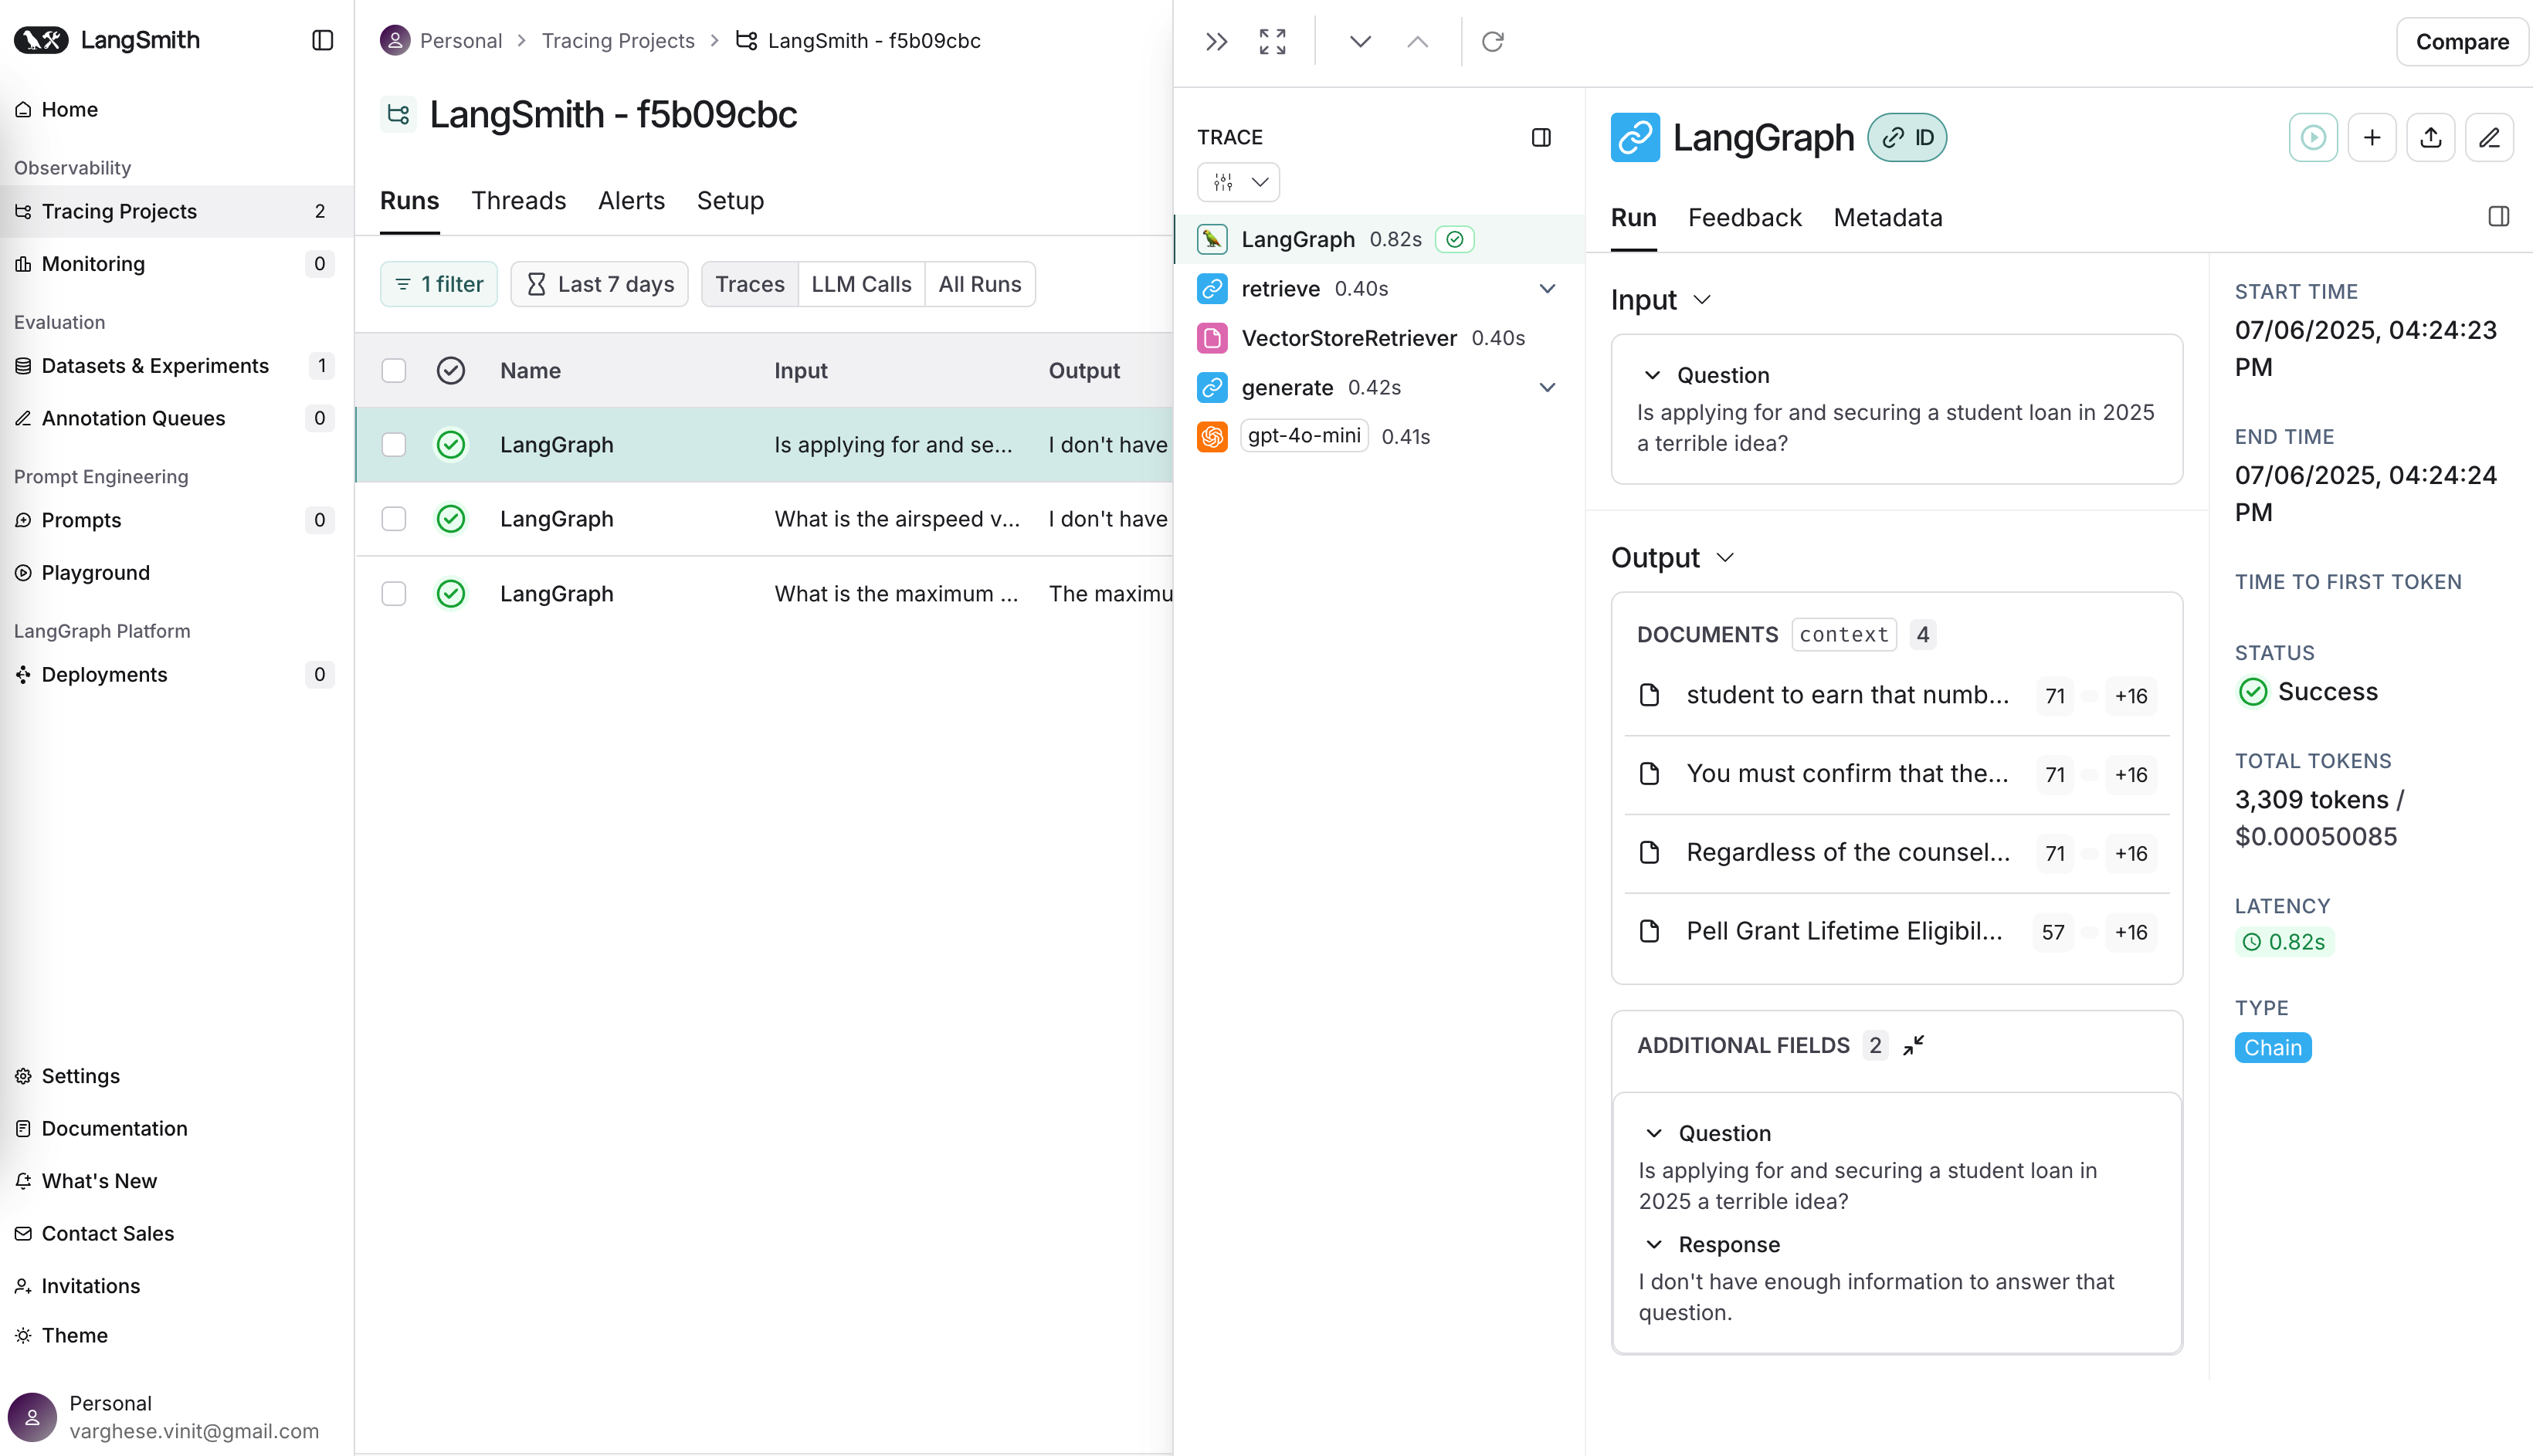 LangSmith
Home
Observability
Tracing Projects 2
Monitoring 0
Evaluation
Datasets & Experiments 1
Annotation Queues 0
Prompt Engineering
Prompts 0
Playground
LangGraph Platform
Deployments 0
Settings
Documentation
What's New
Contact Sales
Invitations
Theme
Personal
varghese.vinit@gmail.com
Personal > Tracing Projects > LangSmith - f5b09cbc
LangSmith - f5b09cbc
Runs Threads Alerts Setup
1 filter Last 7 days Traces LLM Calls All Runs
Name Input Output
LangGraph Is applying for and se... I don't have
LangGraph What is the airspeed v... I don't have
LangGraph What is the maximum ... The maximu
Compare
TRACE
LangGraph 0.82s
retrieve 0.40s
VectorStoreRetriever 0.40s
generate 0.42s
gpt-4o-mini 0.41s
LangGraph ID
Run Feedback Metadata
Input
Question
Is applying for and securing a student loan in 2025
a terrible idea?
Output
DOCUMENTS context 4
student to earn that numb... 71 +16
You must confirm that the... 71 +16
Regardless of the counsel... 71 +16
Pell Grant Lifetime Eligibil... 57 +16
ADDITIONAL FIELDS 2
Question
Is applying for and securing a student loan in
2025 a terrible idea?
Response
I don't have enough information to answer that
question.
START TIME
07/06/2025, 04:24:23
PM
END TIME
07/06/2025, 04:24:24
PM
TIME TO FIRST TOKEN
STATUS
Success
TOTAL TOKENS
3,309 tokens /
$0.00050085
LATENCY
0.82s
TYPE
Chain